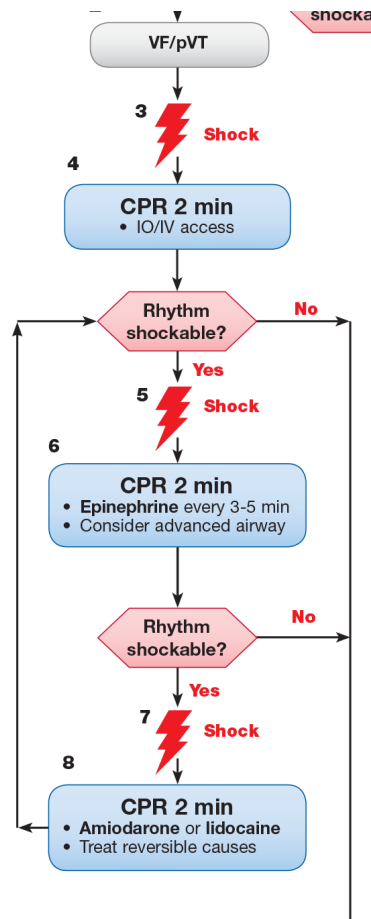 VF/pVT
3
Shock
4
CPR 2 min
• IO/IV access
Rhythm
shockable?
No
Yes
5
Shock
6
CPR 2 min
• Epinephrine every 3-5 min
• Consider advanced airway
Rhythm
shockable?
No
Yes
7
Shock
8
CPR 2 min
• Amiodarone or lidocaine
• Treat reversible causes